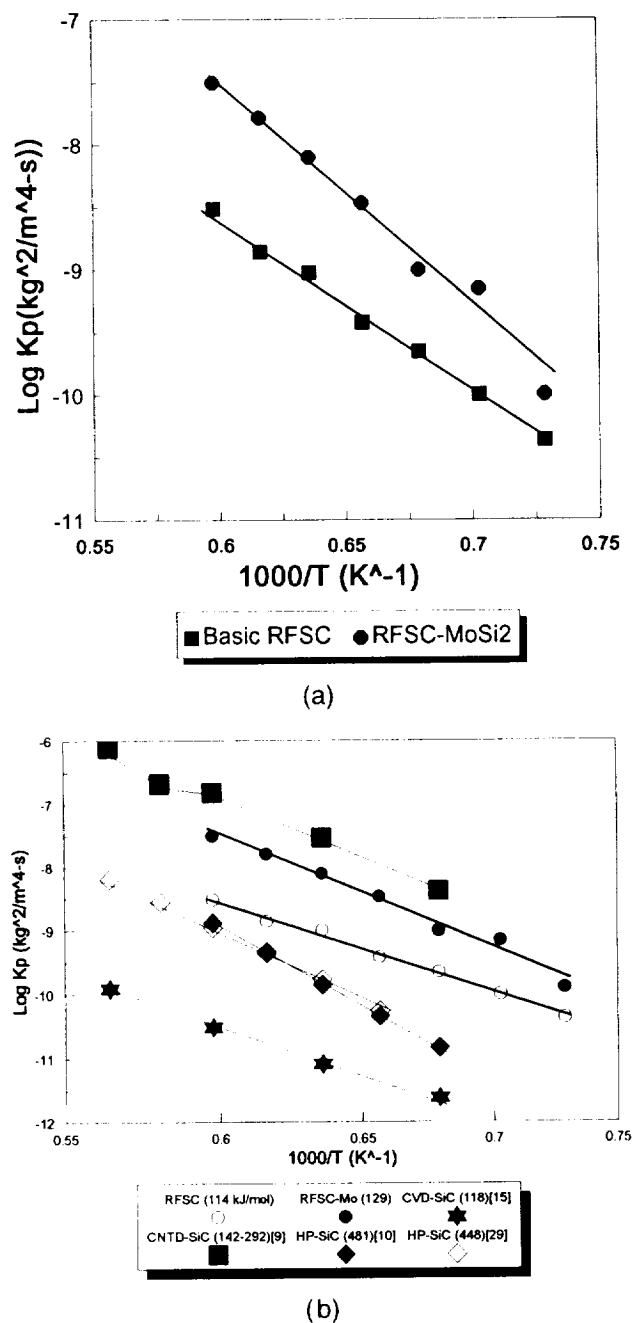 -7
-8
-9
-10
-11
Log Kp(kg^2/m^4-s))
0.55
0.6
0.65
0.7
0.75
1000/T (K^-1)
Basic RFSC
RFSC-MoSi2
(a)
-6
-7
-8
-9
-10
-11
-12
Log Kp (kg^2/m^4-s)
0.55
0.6
0.65
0.7
0.75
1000/T (K^-1)
RFSC (114 kJ/mol)
RFSC-Mo (129)
CVD-SiC (118)[15]
CNTD-SiC (142-292)[9]
HP-SiC (481)[10]
HP-SiC (448)[29]
(b)